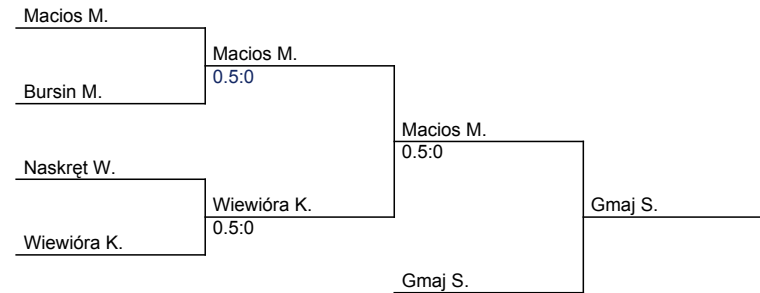 Macios M.
Macios M.
0.5:0
Bursin M.
Macios M.
0.5:0
Naskręt W.
Wiewióra K.
0.5:0
Gmaj S.
Wiewióra K.
Gmaj S.